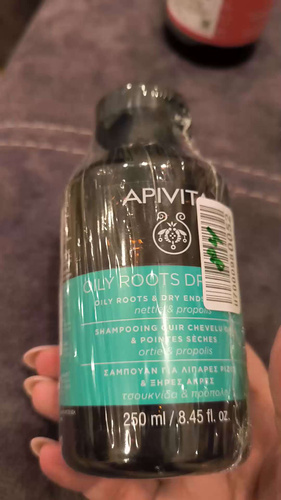 APIVITA
OILY ROOTS DR
OILY ROOTS & DRY ENDS
nettle & propolis
SHAMPOOING CUIR CHEVELU
& POINTES SÈCHES
ortie & propolis
ΣΑΜΠΟΥΑΝ ΓΙΑ ΛΙΠΑΡΕΣ ΡΙΖΕΣ
& ΞΗΡΕΣ ΑΚΡΕΣ
τσουκνίδα & πρόπολη
250 ml / 8.45 fl. oz.